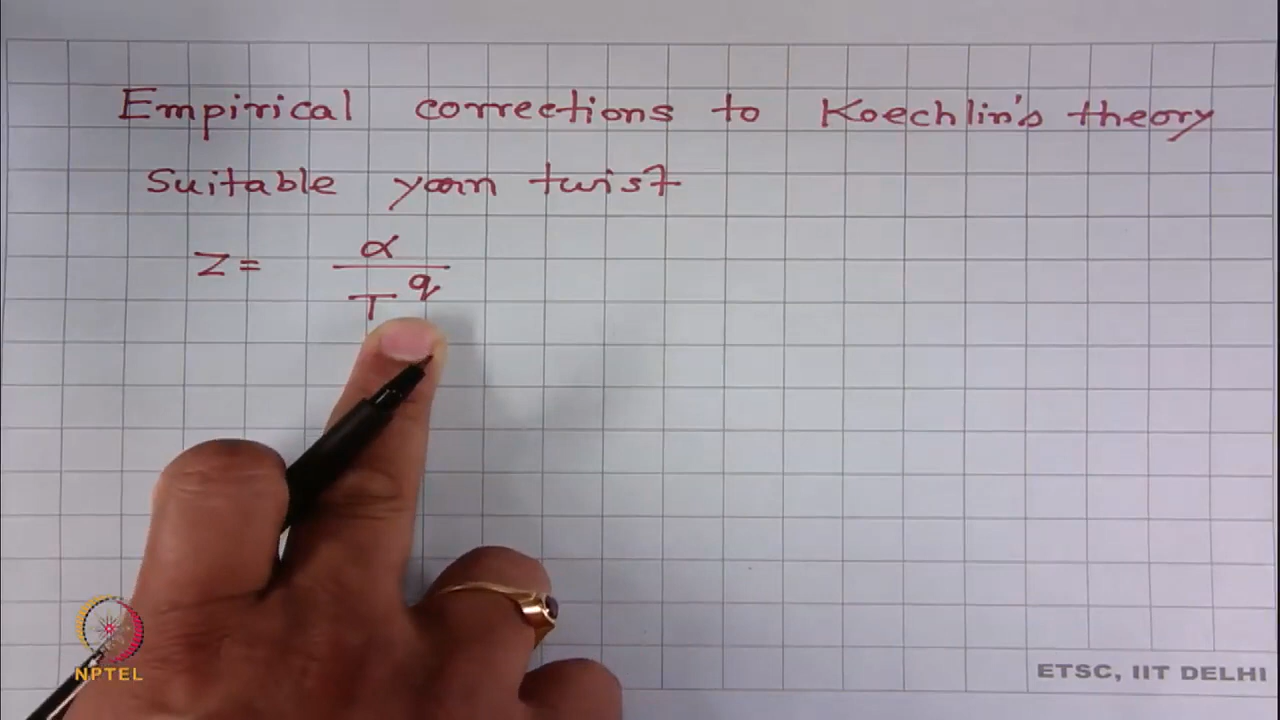 Empirical corrections to Koechlin's theory
Suitable yarn twist
Z = α / T^q
NPTEL
ETSC, IIT DELHI